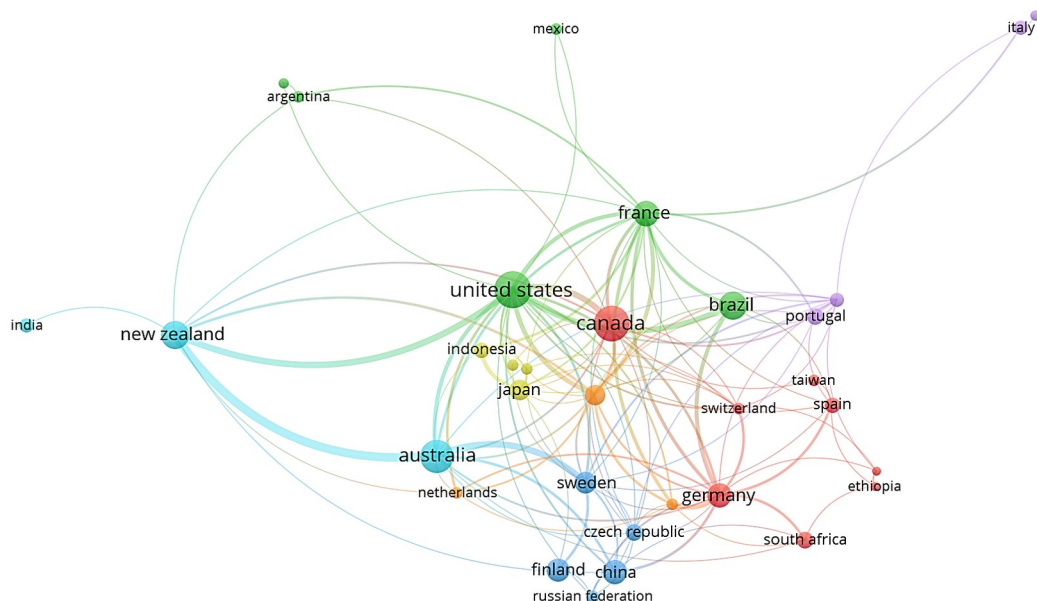 mexico
italy
argentina
france
united states
brazil
portugal
canada
india
new zealand
indonesia
taiwan
japan
switzerland
spain
australia
sweden
netherlands
germany
ethiopia
czech republic
south africa
finland
china
russian federation